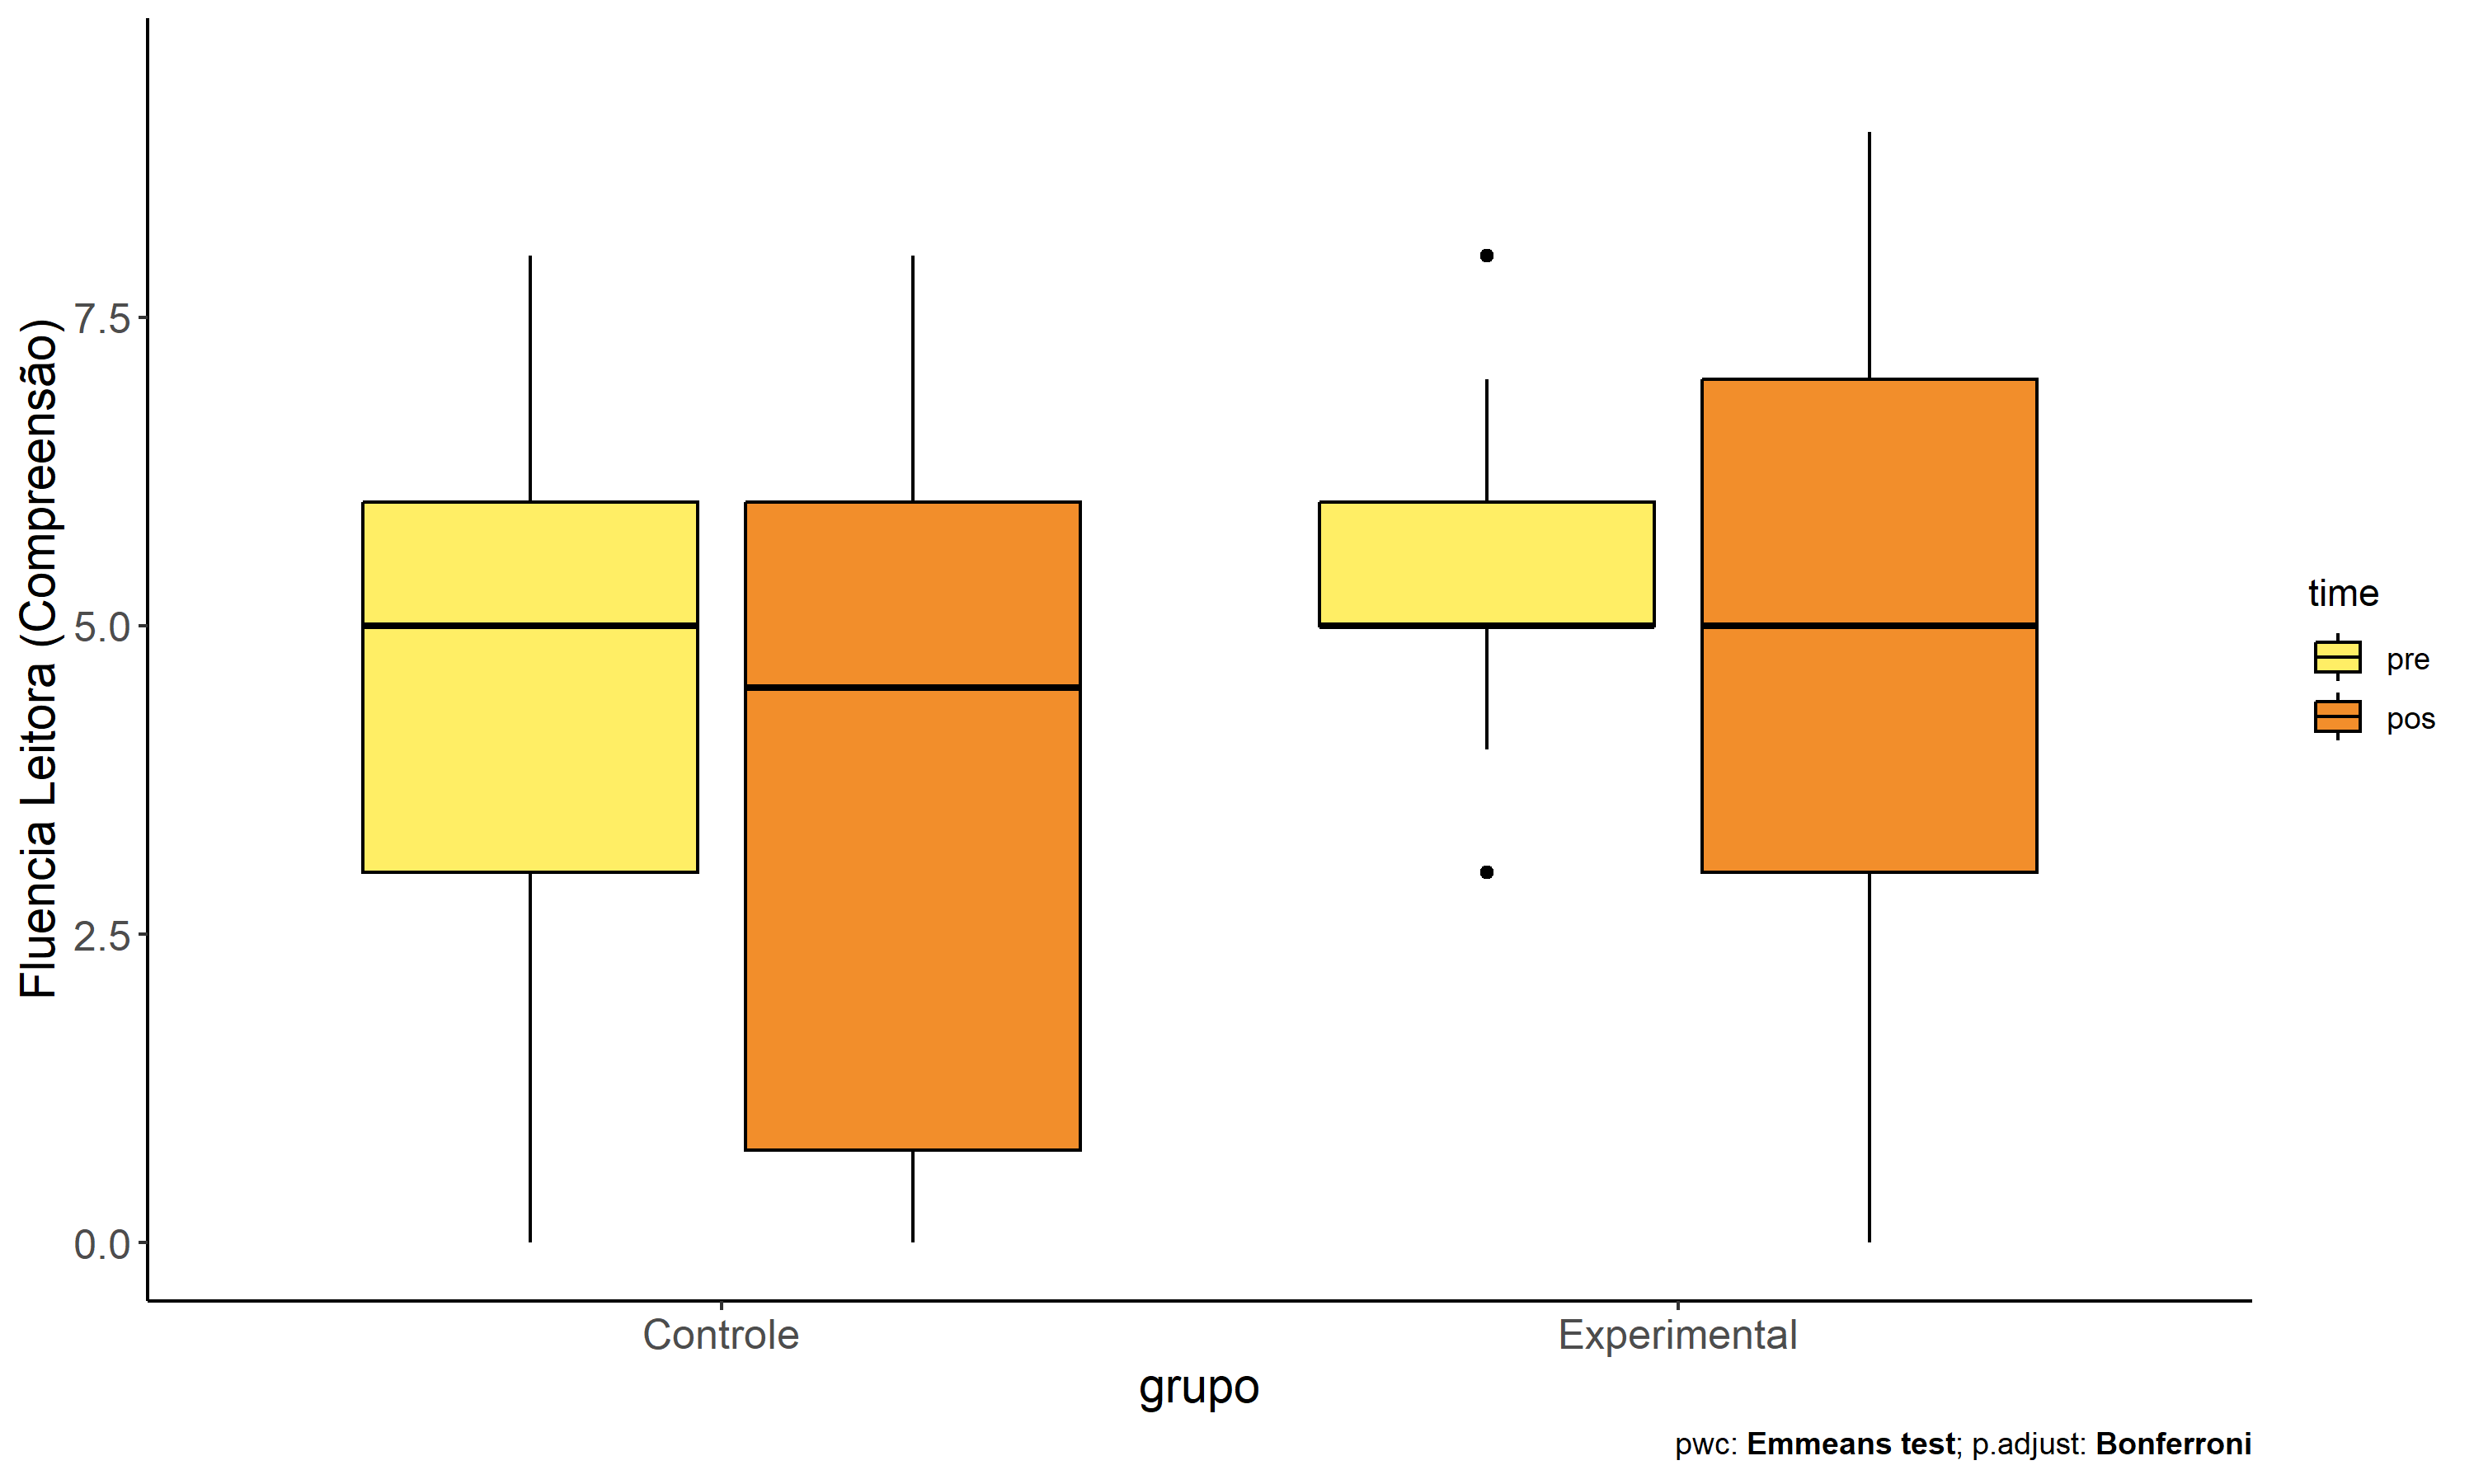 Fluencia Leitora (Compreensão)
7.5
5.0
2.5
0.0
Controle
Experimental
grupo
time
pre
pos
pwc: Emmeans test; p.adjust: Bonferroni